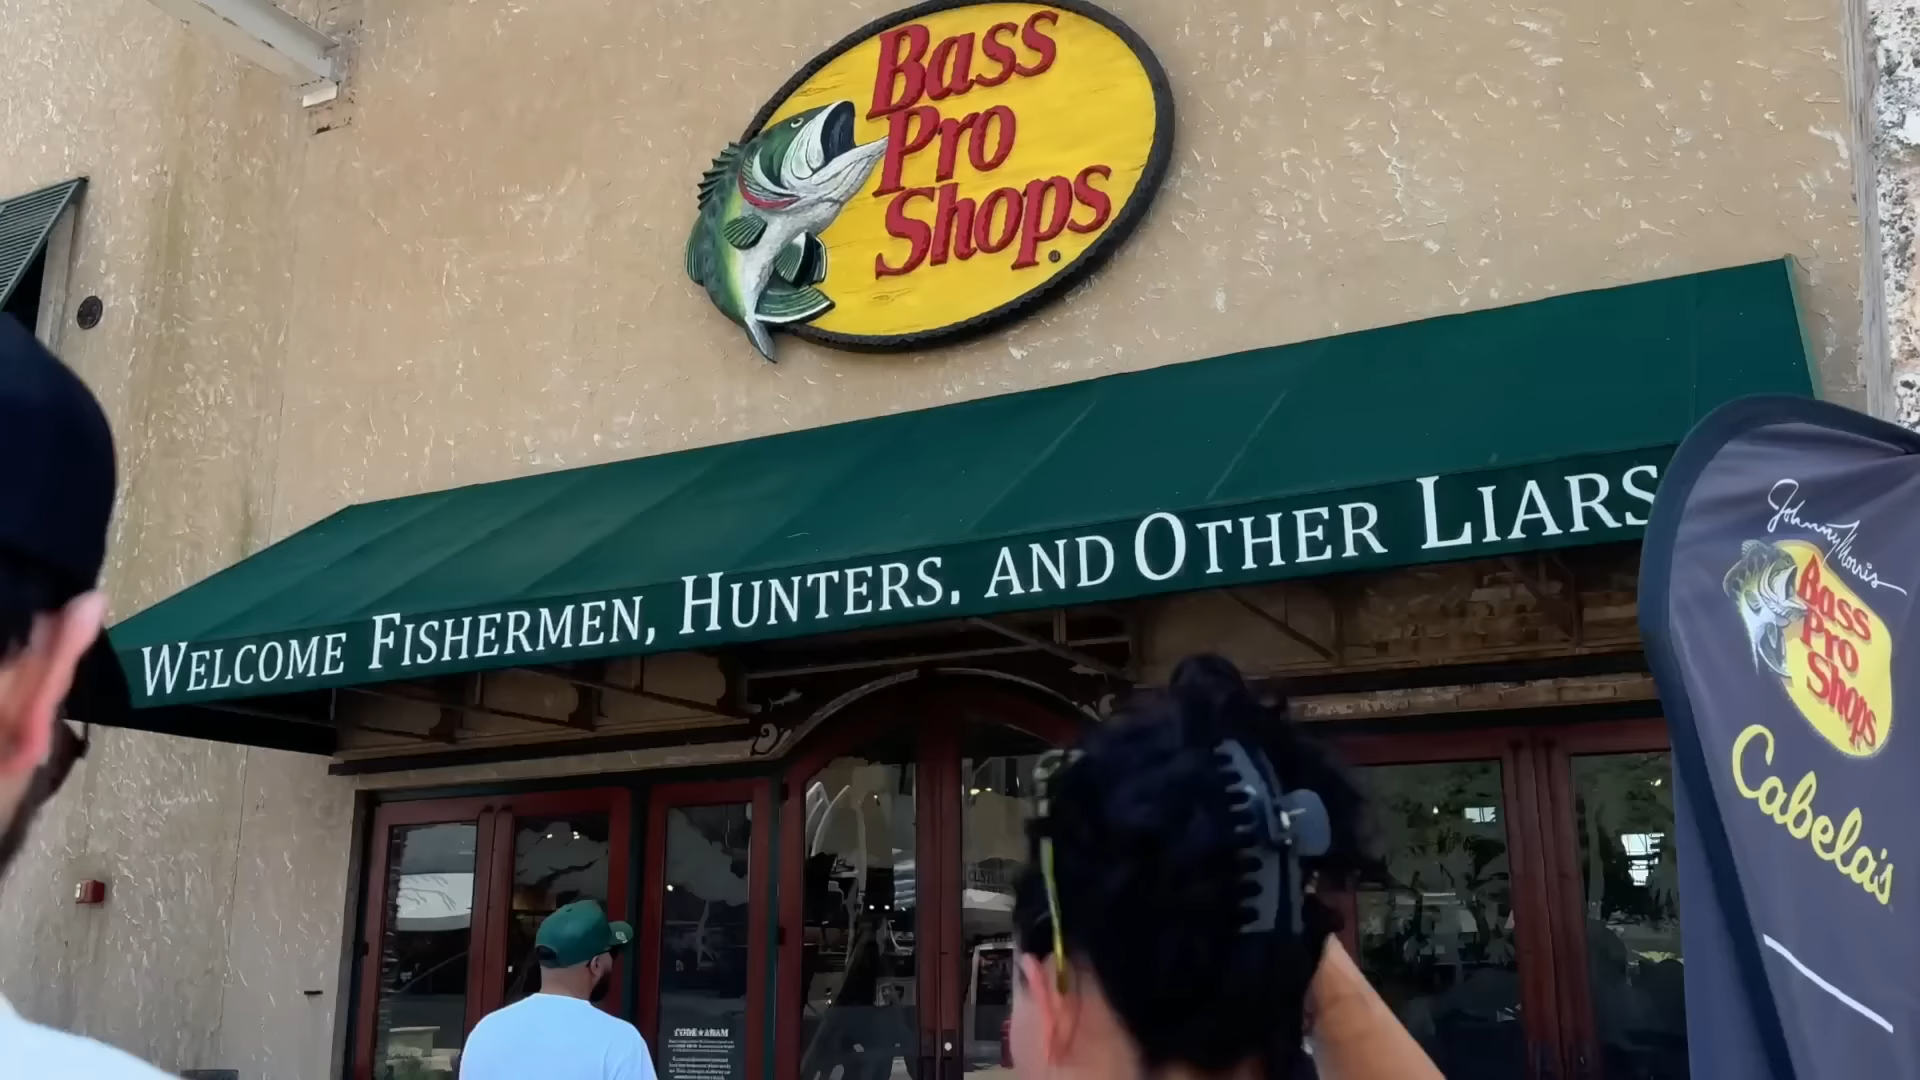 Bass
Pro
Shops
WELCOME FISHERMEN, HUNTERS, AND OTHER LIARS
Johnny Morris
Bass
Pro
Shops
Cabela's
CODE ADAM